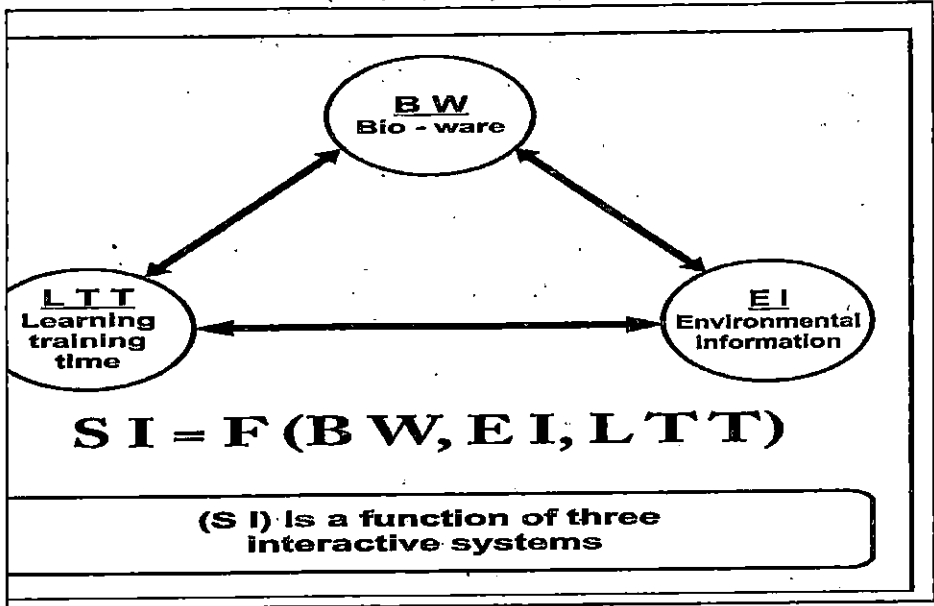 B W
Bio - ware
L T T
Learning
training
time
E I
Environmental
information
S I = F (B W, E I, L T T)
(S I) Is a function of three
interactive systems